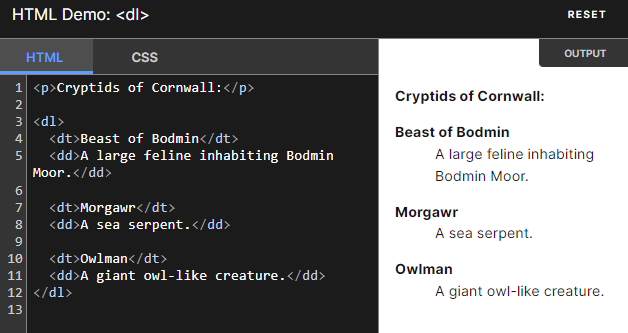 HTML Demo: <dl>
RESET
HTML
CSS
OUTPUT
1 <p>Cryptids of Cornwall:</p>
2
3 <dl>
4   <dt>Beast of Bodmin</dt>
5   <dd>A large feline inhabiting Bodmin
Moor.</dd>
6
7   <dt>Morgawr</dt>
8   <dd>A sea serpent.</dd>
9
10   <dt>Owlman</dt>
11   <dd>A giant owl-like creature.</dd>
12 </dl>
13
Cryptids of Cornwall:
Beast of Bodmin
A large feline inhabiting
Bodmin Moor.
Morgawr
A sea serpent.
Owlman
A giant owl-like creature.